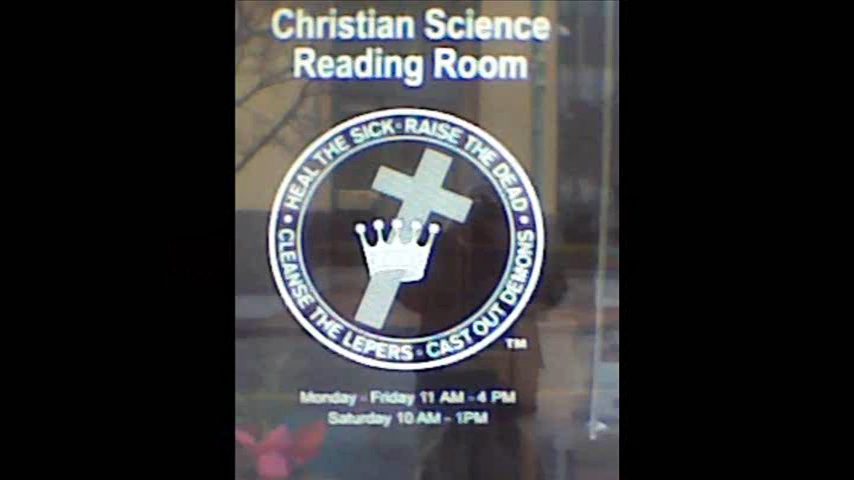 Christian Science
Reading Room
HEAL THE SICK · RAISE THE DEAD · CAST OUT DEMONS · CLEANSE THE LEPERS ·
TM
Monday - Friday 11 AM - 4 PM
Saturday 10 AM - 1PM